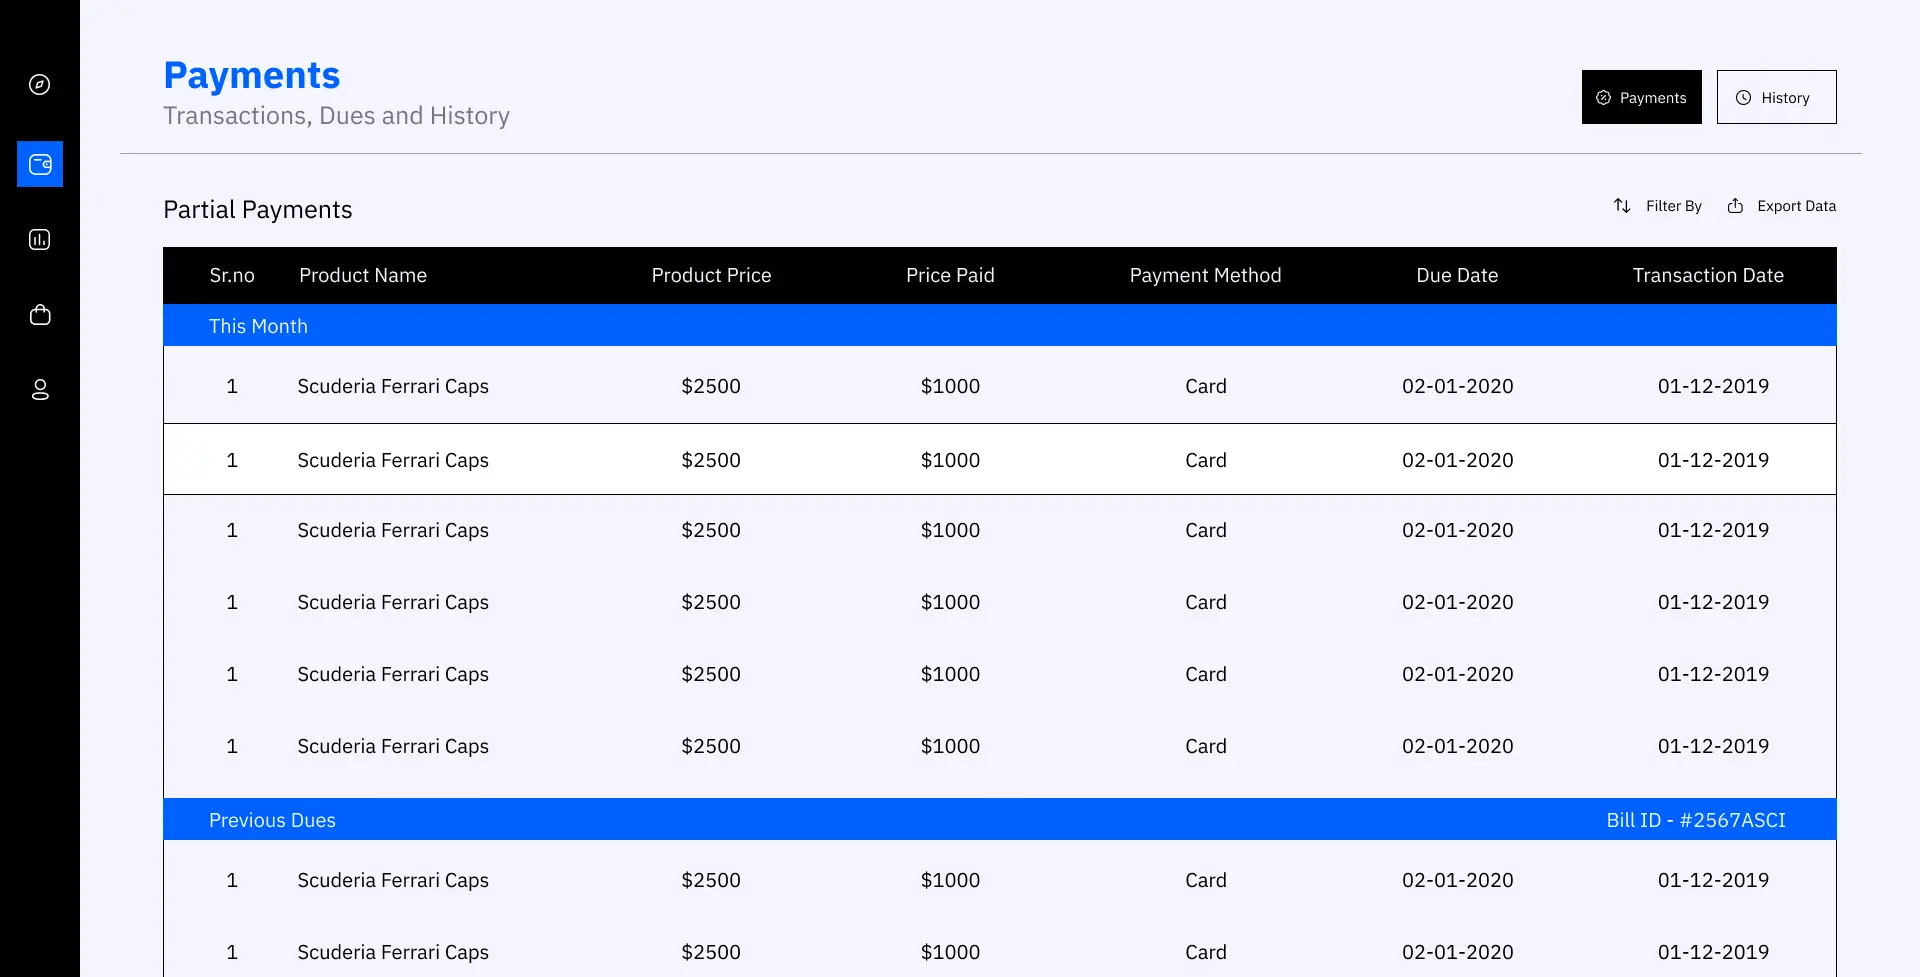 Payments
Transactions, Dues and History
Payments
History
Partial Payments
Filter By
Export Data
Sr.no Product Name Product Price Price Paid Payment Method Due Date Transaction Date
This Month
1 Scuderia Ferrari Caps $2500 $1000 Card 02-01-2020 01-12-2019
1 Scuderia Ferrari Caps $2500 $1000 Card 02-01-2020 01-12-2019
1 Scuderia Ferrari Caps $2500 $1000 Card 02-01-2020 01-12-2019
1 Scuderia Ferrari Caps $2500 $1000 Card 02-01-2020 01-12-2019
1 Scuderia Ferrari Caps $2500 $1000 Card 02-01-2020 01-12-2019
1 Scuderia Ferrari Caps $2500 $1000 Card 02-01-2020 01-12-2019
Previous Dues Bill ID - #2567ASCI
1 Scuderia Ferrari Caps $2500 $1000 Card 02-01-2020 01-12-2019
1 Scuderia Ferrari Caps $2500 $1000 Card 02-01-2020 01-12-2019